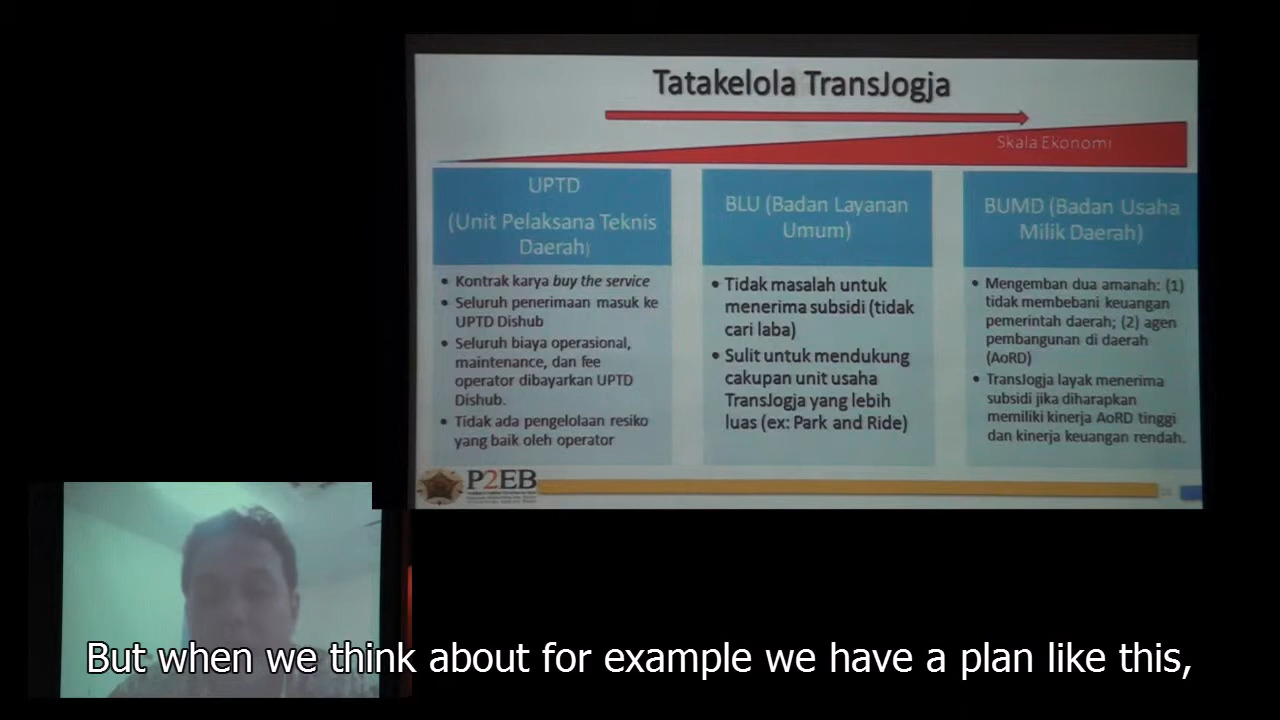 Tatakelola TransJogja
Skala Ekonomi
UPTD
(Unit Pelaksana Teknis
Daerah)
• Kontrak karya buy the service
• Seluruh penerimaan masuk ke
UPTD Dishub
• Seluruh biaya operasional,
maintenance, dan fee
operator dibayarkan UPTD
Dishub.
• Tidak ada pengelolaan resiko
yang baik oleh operator
BLU (Badan Layanan
Umum)
• Tidak masalah untuk
menerima subsidi (tidak
cari laba)
• Sulit untuk mendukung
cakupan unit usaha
TransJogja yang lebih
luas (ex: Park and Ride)
BUMD (Badan Usaha
Milik Daerah)
• Mengemban dua amanah: (1)
tidak membebani keuangan
pemerintah daerah; (2) agen
pembangunan di daerah
(AoRD)
• TransJogja layak menerima
subsidi jika diharapkan
memiliki kinerja AoRD tinggi
dan kinerja keuangan rendah.
P2EB
But when we think about for example we have a plan like this,